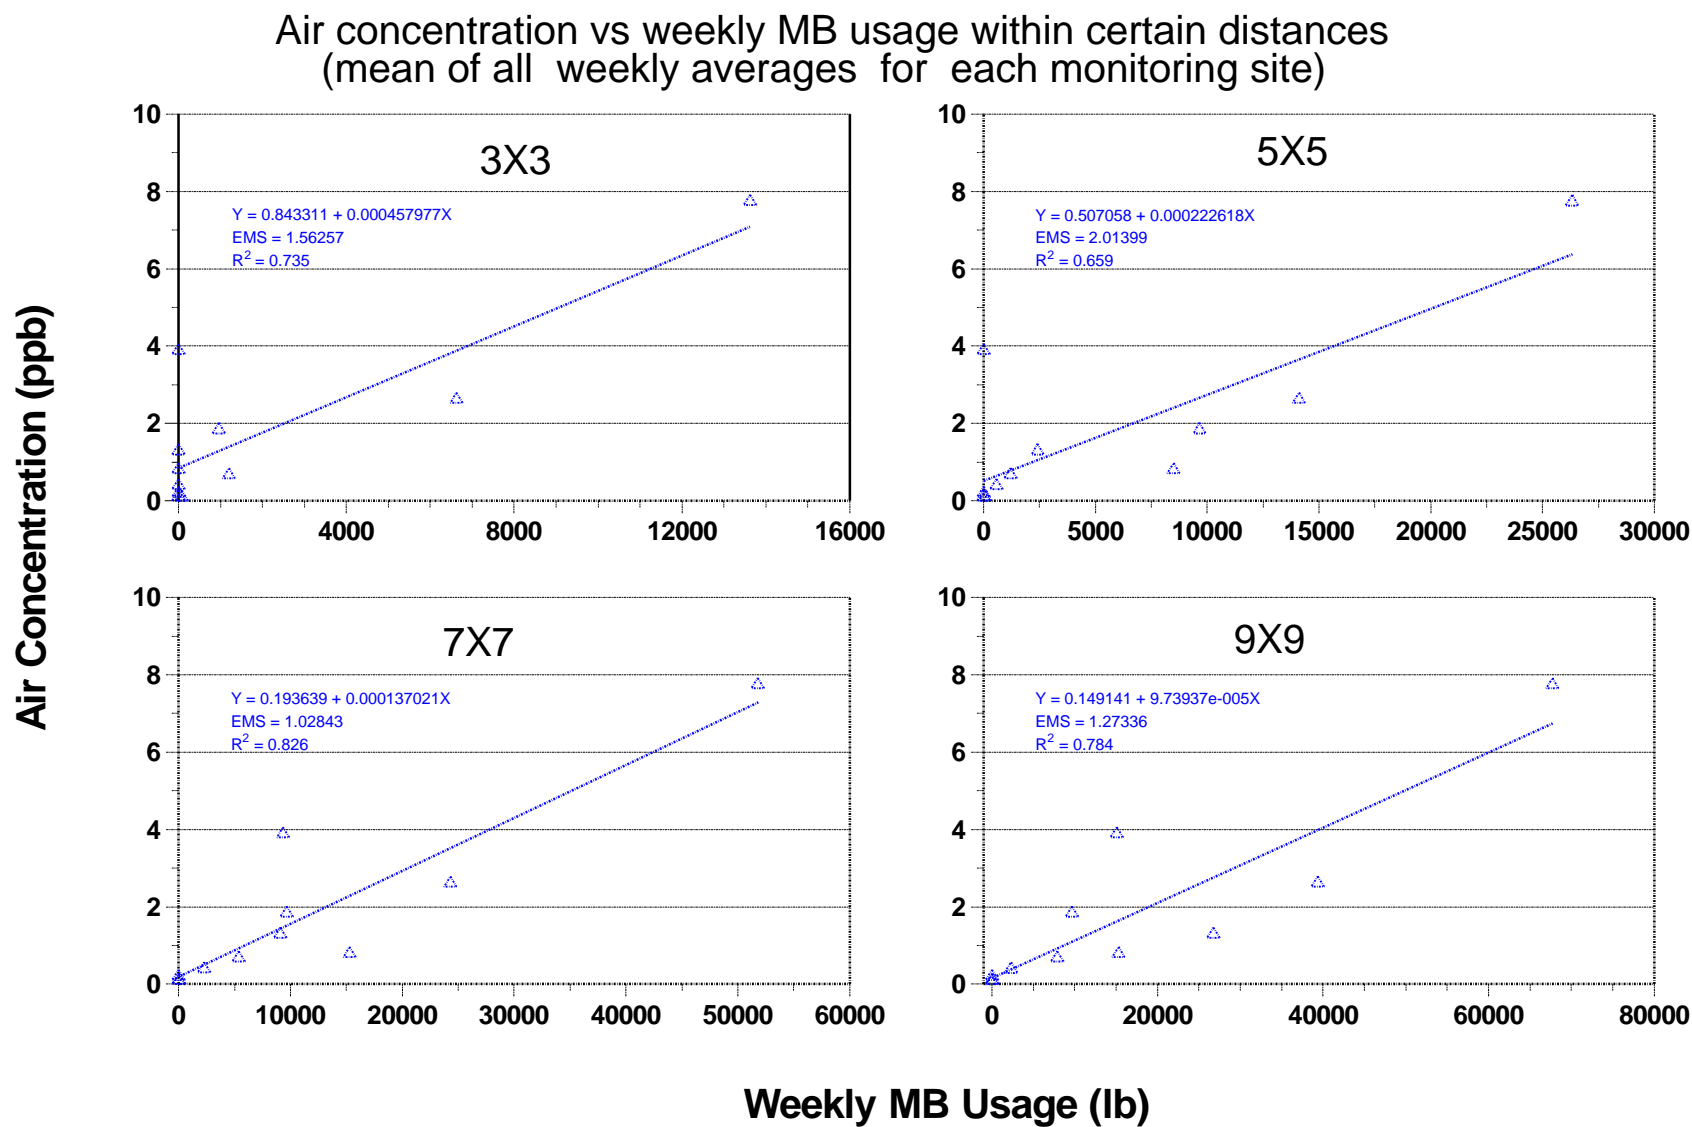 Air concentration vs weekly MB usage within certain distances
(mean of all weekly averages for each monitoring site)
Air Concentration (ppb)
3X3
Y = 0.843311 + 0.000457977X
EMS = 1.56257
R² = 0.735
10
8
6
4
2
0
0 4000 8000 12000 16000
5X5
Y = 0.507058 + 0.000222618X
EMS = 2.01399
R² = 0.659
10
8
6
4
2
0
0 5000 10000 15000 20000 25000 30000
7X7
Y = 0.193639 + 0.000137021X
EMS = 1.02843
R² = 0.826
10
8
6
4
2
0
0 10000 20000 30000 40000 50000 60000
9X9
Y = 0.149141 + 9.73937e-005X
EMS = 1.27336
R² = 0.784
10
8
6
4
2
0
0 20000 40000 60000 80000
Weekly MB Usage (lb)